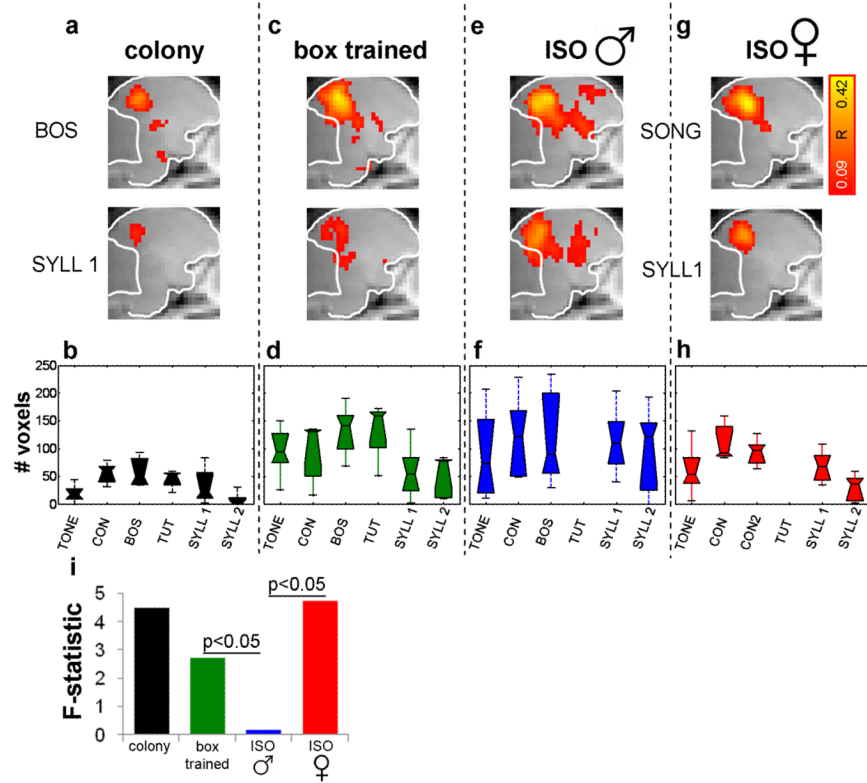 a c e g
colony box trained ISO ♂ ISO ♀
BOS SONG
0.09 R 0.42
SYLL 1 SYLL1
b d f h
# voxels
250
200
150
100
50
0
TONE CON BOS TUT SYLL 1 SYLL 2 TONE CON BOS TUT SYLL 1 SYLL 2 TONE CON BOS TUT SYLL 1 SYLL 2 TONE CON CON2 TUT SYLL 1 SYLL 2
i
F-statistic
5
4
3
2
1
0
p<0.05
p<0.05
colony box trained ISO ♂ ISO ♀